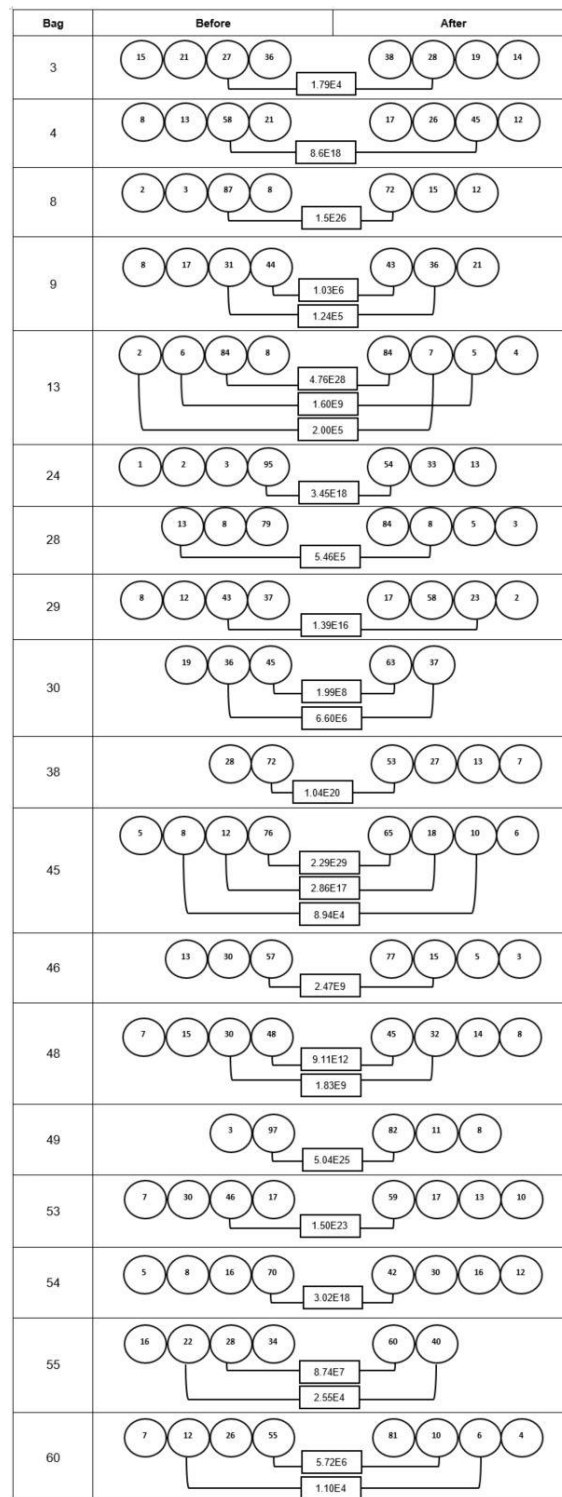 Bag Before After
3 15 21 27 36 38 28 19 14
1.79E4
4 8 13 58 21 17 26 45 12
8.6E18
8 2 3 87 8 72 15 12
1.5E26
9 8 17 31 44 43 36 21
1.03E6
1.24E5
13 2 6 84 8 84 7 5 4
4.76E28
1.60E9
2.00E5
24 1 2 3 95 54 33 13
3.45E18
28 13 8 79 84 8 5 3
5.46E5
29 8 12 43 37 17 58 23 2
1.39E16
30 19 36 45 63 37
1.99E8
6.60E6
38 28 72 53 27 13 7
1.04E20
45 5 8 12 76 65 18 10 6
2.29E29
2.86E17
8.94E4
46 13 30 57 77 15 5 3
2.47E9
48 7 15 30 48 45 32 14 8
9.11E12
1.83E9
49 3 97 82 11 8
5.04E25
53 7 30 46 17 59 17 13 10
1.50E23
54 5 8 16 70 42 30 16 12
3.02E18
55 16 22 28 34 60 40
8.74E7
2.55E4
60 7 12 26 55 81 10 6 4
5.72E6
1.10E4